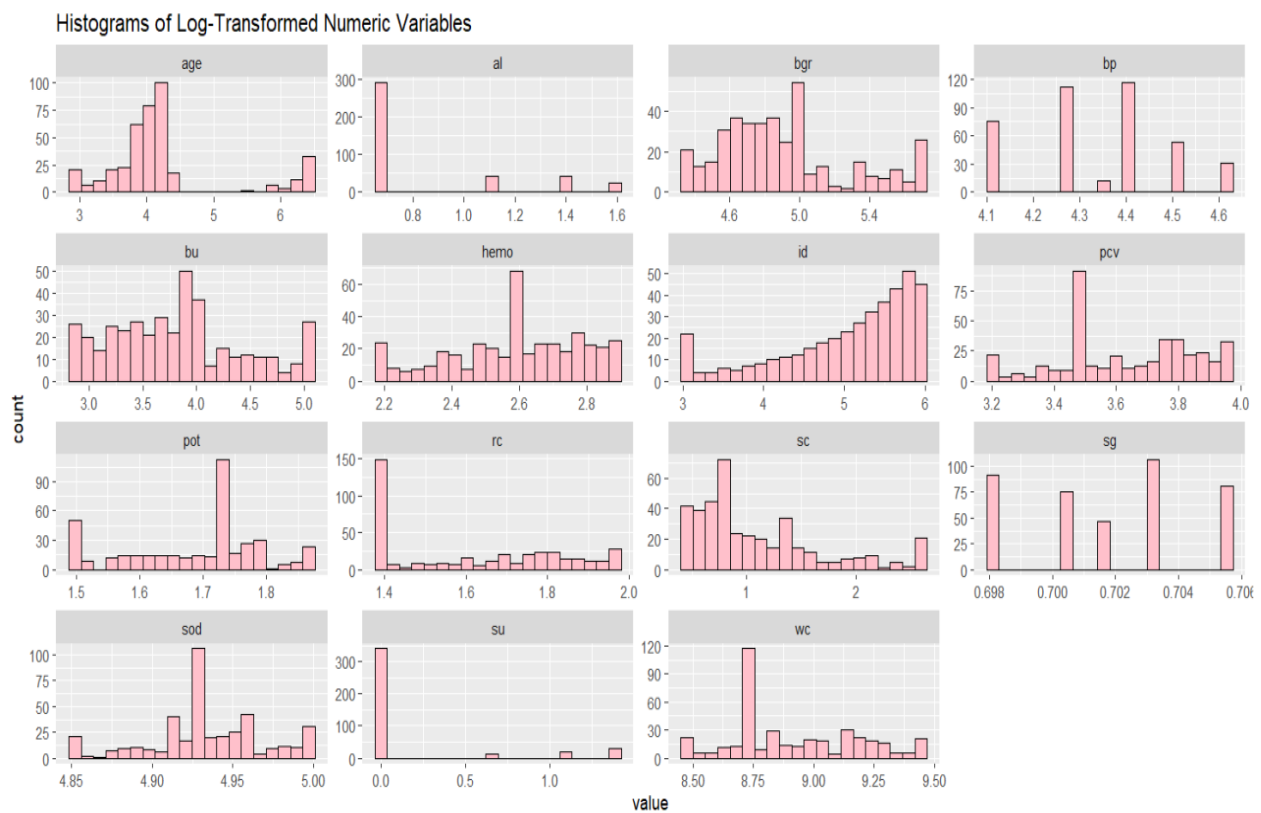 Histograms of Log-Transformed Numeric Variables
age al bgr bp
100 75 50 25 0
300 200 100 0
40 20 0
120 90 60 30 0
3 4 5 6
0.8 1.0 1.2 1.4 1.6
4.6 5.0 5.4
4.1 4.2 4.3 4.4 4.5 4.6
bu hemo id pcv
50 40 30 20 10 0
60 40 20 0
50 40 30 20 10 0
75 50 25 0
3.0 3.5 4.0 4.5 5.0
2.2 2.4 2.6 2.8
3 4 5 6
3.2 3.4 3.6 3.8 4.0
count
pot rc sc sg
90 60 30 0
150 100 50 0
60 40 20 0
100 75 50 25 0
1.5 1.6 1.7 1.8
1.4 1.6 1.8 2.0
1 2
0.698 0.700 0.702 0.704 0.706
sod su wc
100 75 50 25 0
300 200 100 0
120 90 60 30 0
4.85 4.90 4.95 5.00
0.0 0.5 1.0
8.50 8.75 9.00 9.25 9.50
value